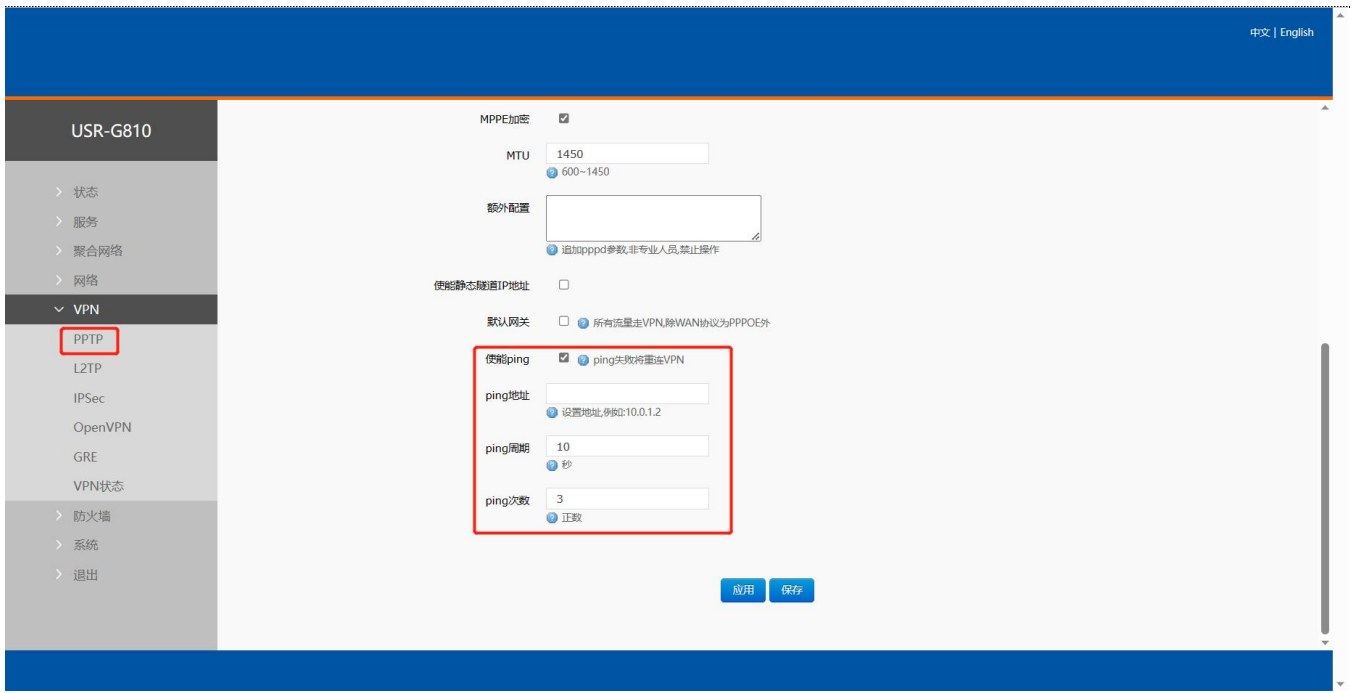 中文 | English
USR-G810
状态
服务
聚合网络
网络
VPN
PPTP
L2TP
IPSec
OpenVPN
GRE
VPN状态
防火墙
系统
退出
MPPE加密
MTU 1450
600~1450
额外配置
追加pppd参数,非专业人员,禁止操作
使能静态隧道IP地址
默认网关 所有流量走VPN,除WAN协议为PPPOE外
使能ping ping失败将重连VPN
ping地址
设置地址,例如:10.0.1.2
ping周期 10
秒
ping次数 3
正数
应用 保存